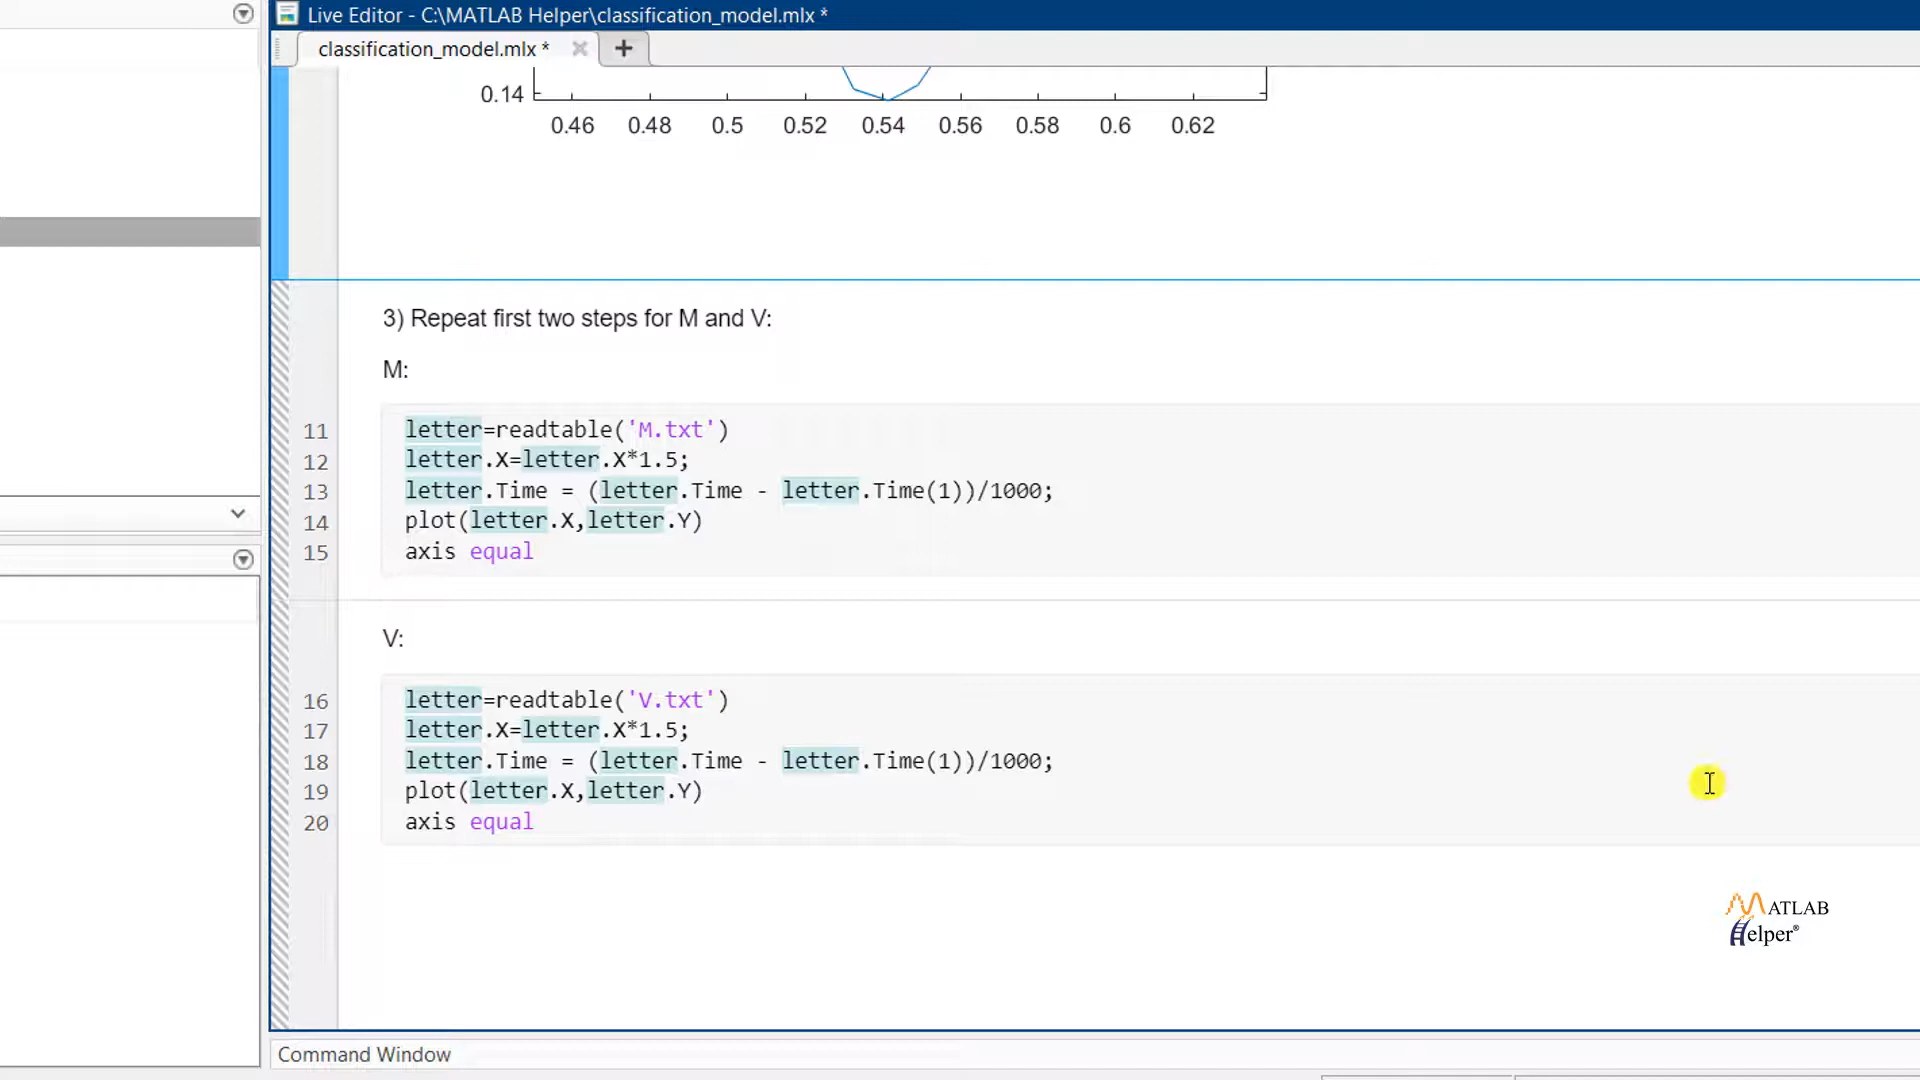 Live Editor - C:\MATLAB Helper\classification_model.mlx *
classification_model.mlx * × +
0.14
0.46 0.48 0.5 0.52 0.54 0.56 0.58 0.6 0.62
3) Repeat first two steps for M and V:
M:
11 letter=readtable('M.txt')
12 letter.X=letter.X*1.5;
13 letter.Time = (letter.Time - letter.Time(1))/1000;
14 plot(letter.X,letter.Y)
15 axis equal
V:
16 letter=readtable('V.txt')
17 letter.X=letter.X*1.5;
18 letter.Time = (letter.Time - letter.Time(1))/1000;
19 plot(letter.X,letter.Y)
20 axis equal
MATLAB
Helper®
Command Window